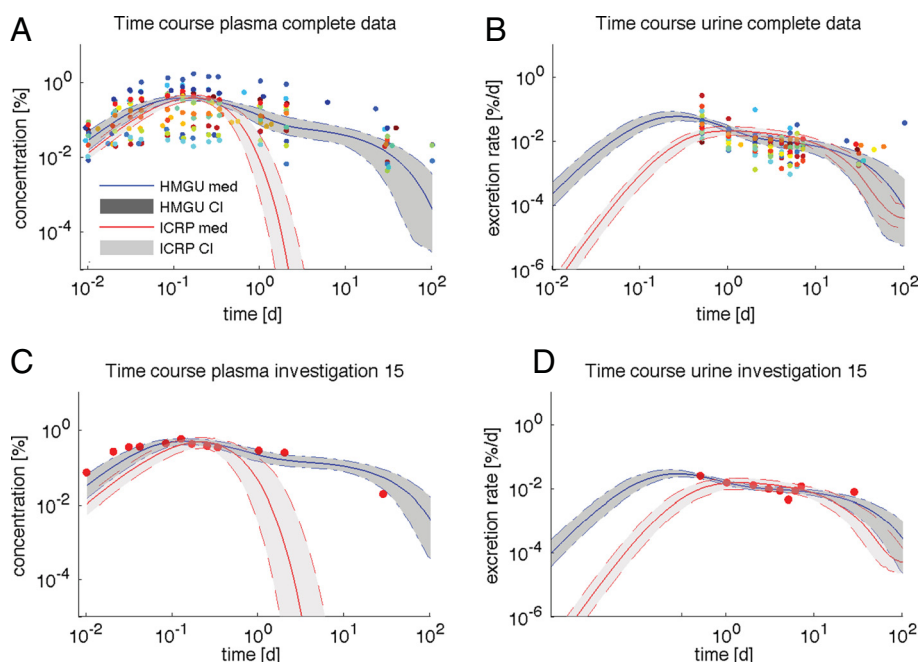 A
Time course plasma complete data
concentration [%]
10^0
10^-2
10^-4
HMGU med
HMGU CI
ICRP med
ICRP CI
10^-2 10^-1 10^0 10^1 10^2
time [d]
B
Time course urine complete data
excretion rate [%/d]
10^0
10^-2
10^-4
10^-6
10^-2 10^0 10^1 10^2
time [d]
C
Time course plasma investigation 15
concentration [%]
10^0
10^-2
10^-4
10^-2 10^-1 10^0 10^1 10^2
time [d]
D
Time course urine investigation 15
excretion rate [%/d]
10^0
10^-2
10^-4
10^-6
10^0 10^1 10^2
time [d]